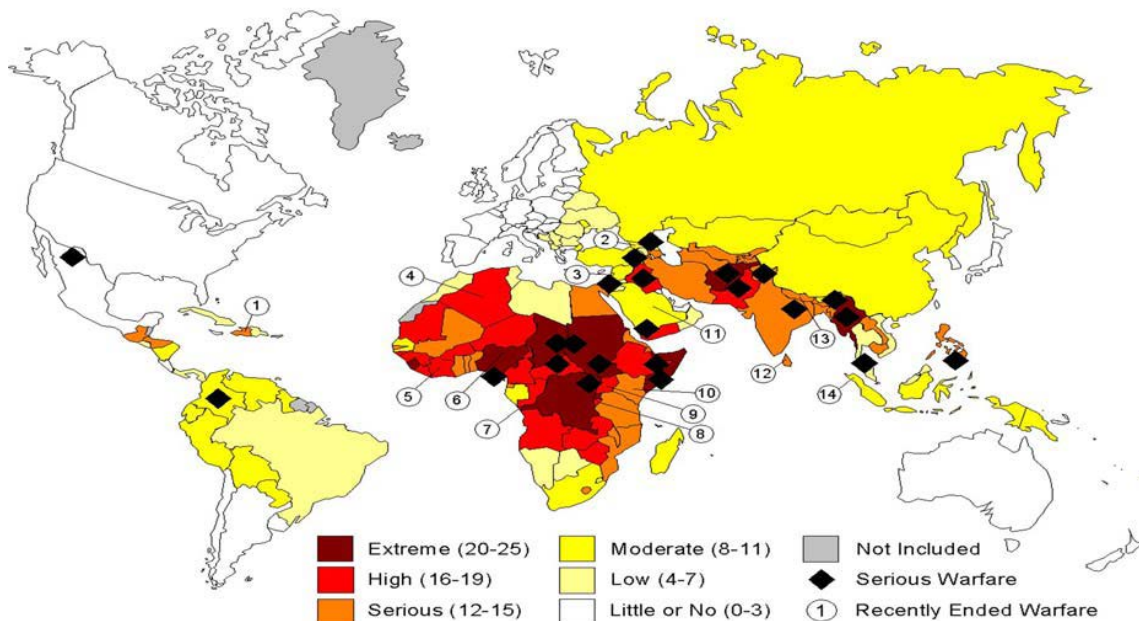 2
4
3
1
11
13
12
5
6
10
14
9
7
8
Extreme (20-25)
Moderate (8-11)
Not Included
High (16-19)
Low (4-7)
Serious Warfare
Serious (12-15)
Little or No (0-3)
1 Recently Ended Warfare